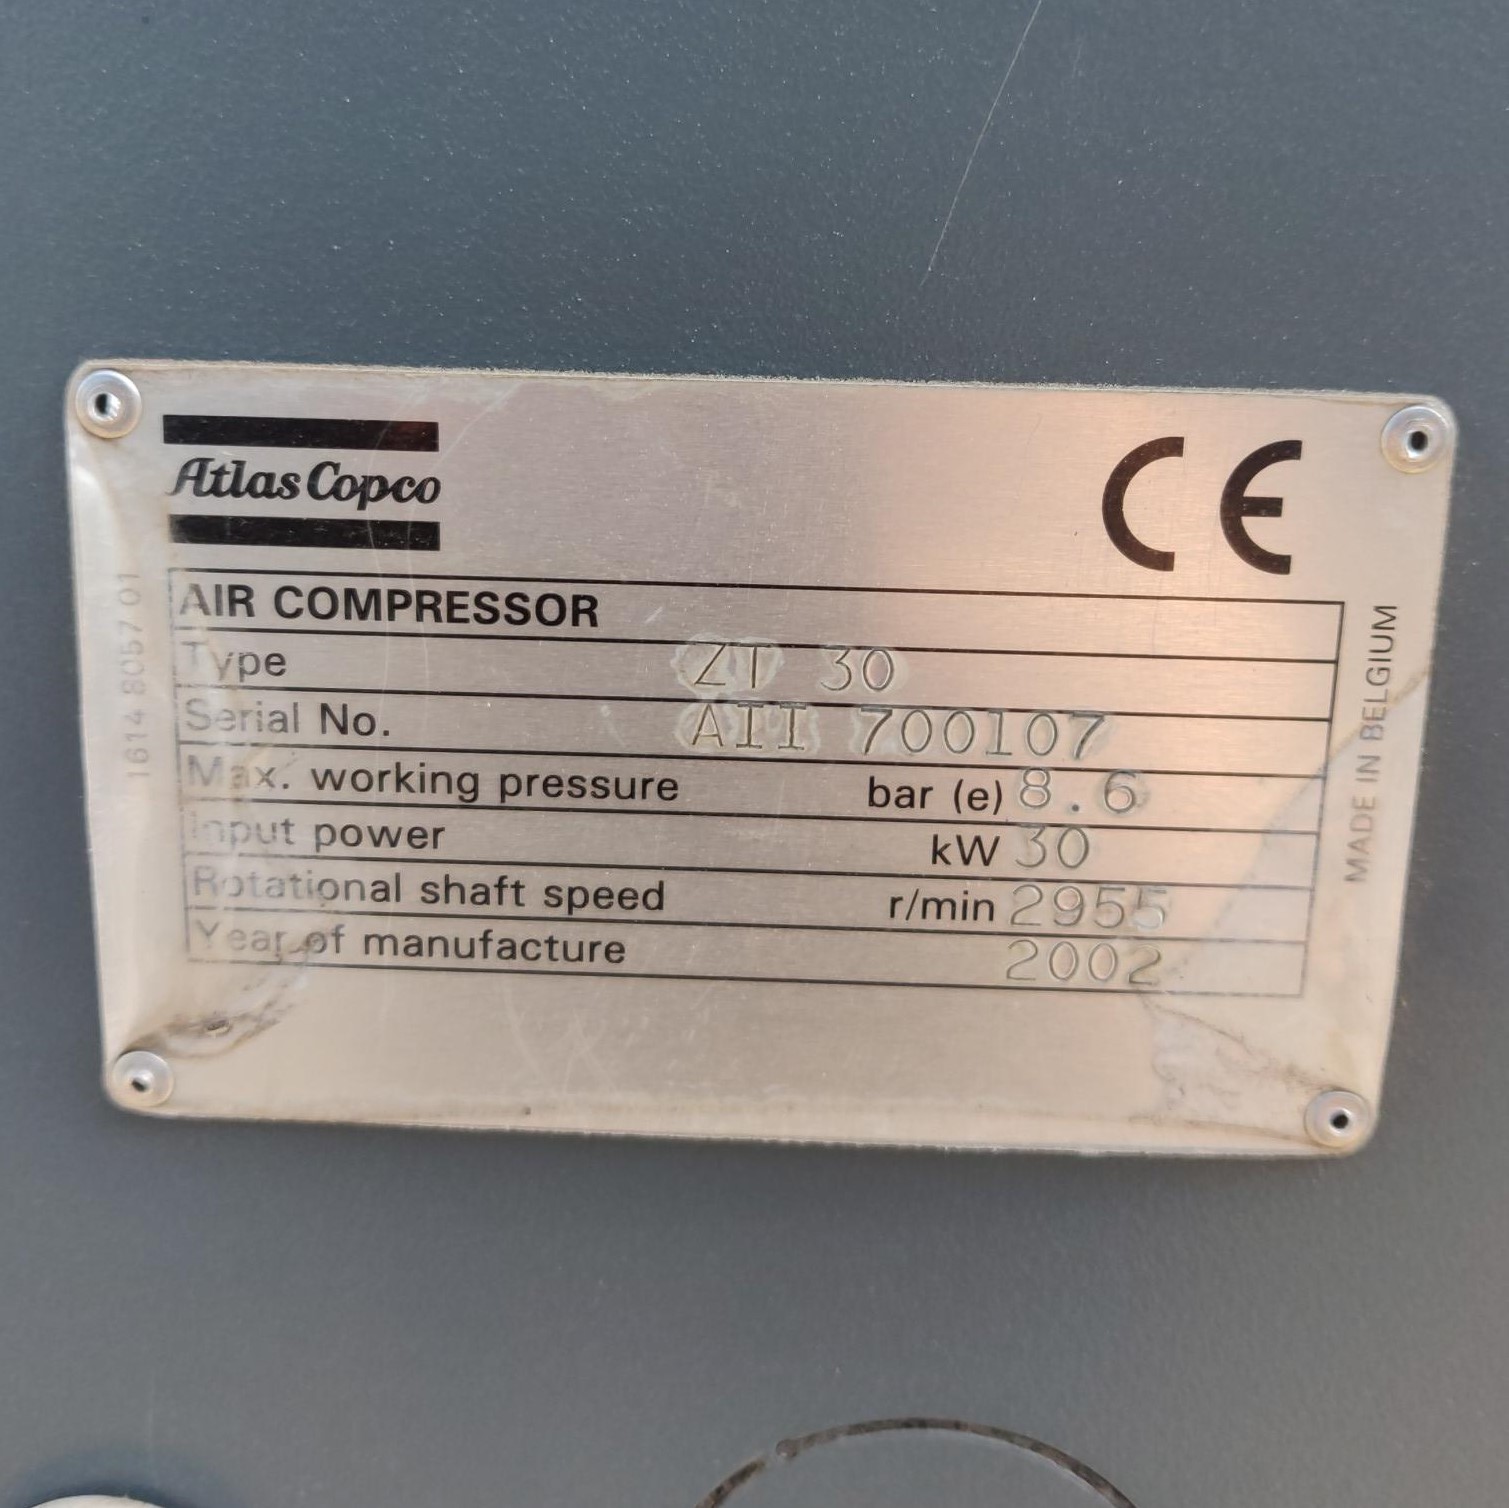 Atlas Copco
CE
AIR COMPRESSOR
Type ZT 30
Serial No. AII 700107
Max. working pressure bar (e) 8.6
Input power kW 30
Rotational shaft speed r/min 2955
Year of manufacture 2002
1614 8057 01
MADE IN BELGIUM